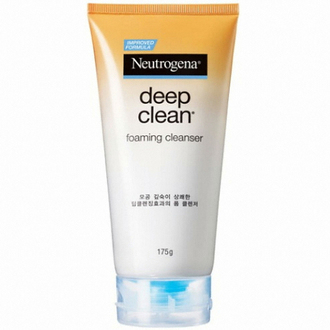 IMPROVED
FORMULA
Neutrogena®
deep
clean®
foaming cleanser
모공 깊숙이 상쾌한
딥클렌징효과의 폼 클렌저
175g